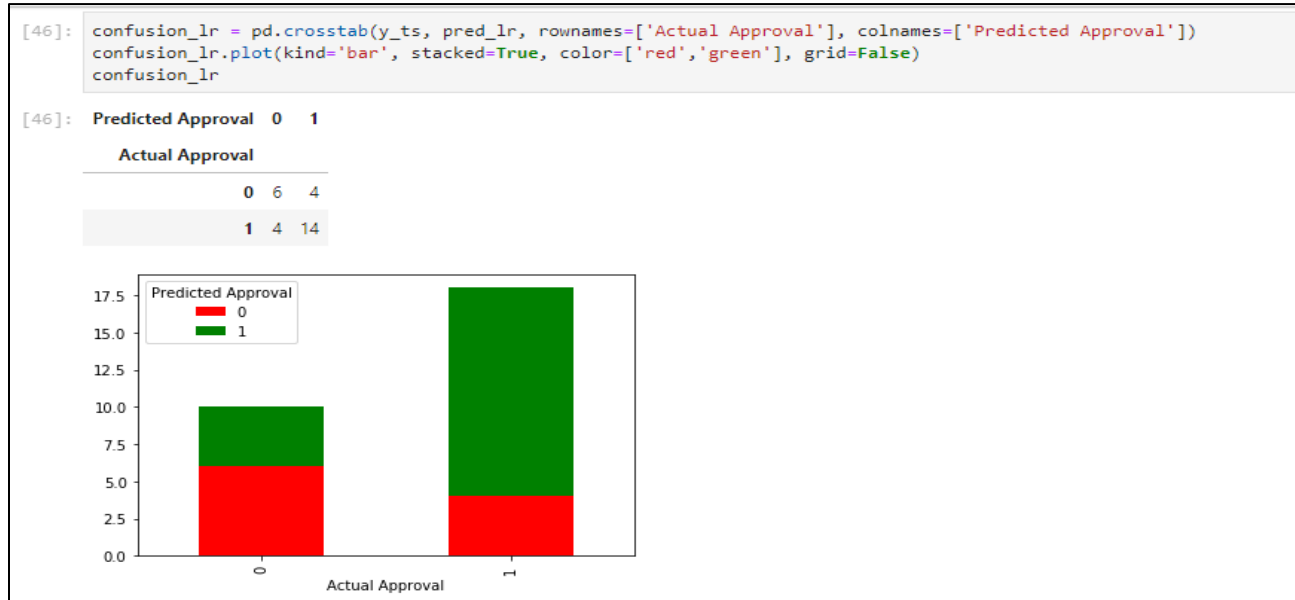 [46]: confusion_lr = pd.crosstab(y_ts, pred_lr, rownames=['Actual Approval'], colnames=['Predicted Approval'])
confusion_lr.plot(kind='bar', stacked=True, color=['red','green'], grid=False)
confusion_lr
[46]: Predicted Approval 0 1
Actual Approval
0 6 4
1 4 14
Predicted Approval
0
1
17.5
15.0
12.5
10.0
7.5
5.0
2.5
0.0
0 1
Actual Approval